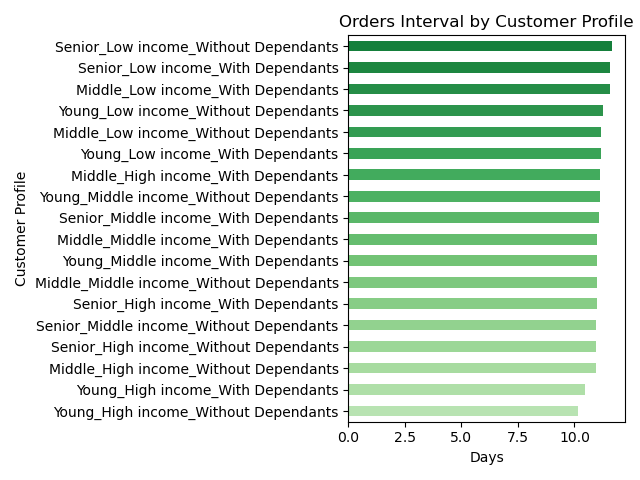 Orders Interval by Customer Profile
Senior_Low income_Without Dependants
Senior_Low income_With Dependants
Middle_Low income_With Dependants
Young_Low income_Without Dependants
Middle_Low income_Without Dependants
Young_Low income_With Dependants
Middle_High income_With Dependants
Young_Middle income_Without Dependants
Senior_Middle income_With Dependants
Middle_Middle income_With Dependants
Young_Middle income_With Dependants
Middle_Middle income_Without Dependants
Senior_High income_With Dependants
Senior_Middle income_Without Dependants
Senior_High income_Without Dependants
Middle_High income_Without Dependants
Young_High income_With Dependants
Young_High income_Without Dependants
Customer Profile
0.0 2.5 5.0 7.5 10.0
Days